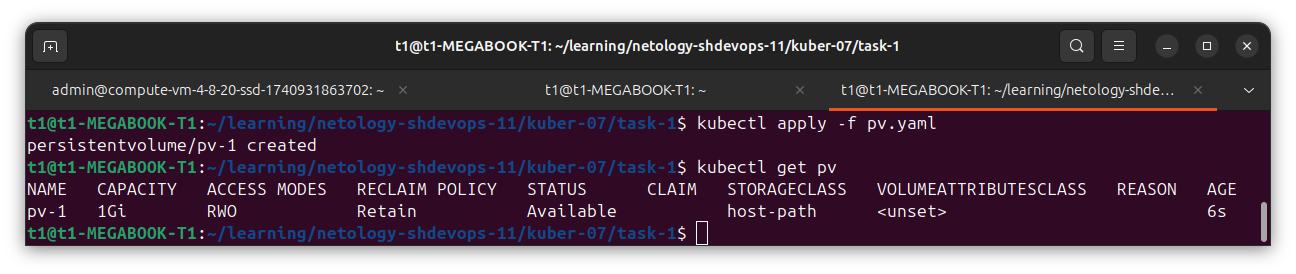 t1@t1-MEGABOOK-T1: ~/learning/netology-shdevops-11/kuber-07/task-1
admin@compute-vm-4-8-20-ssd-1740931863702: ~
t1@t1-MEGABOOK-T1: ~
t1@t1-MEGABOOK-T1: ~/learning/netology-shde...
t1@t1-MEGABOOK-T1:~/learning/netology-shdevops-11/kuber-07/task-1$ kubectl apply -f pv.yaml
persistentvolume/pv-1 created
t1@t1-MEGABOOK-T1:~/learning/netology-shdevops-11/kuber-07/task-1$ kubectl get pv
NAME   CAPACITY   ACCESS MODES   RECLAIM POLICY   STATUS      CLAIM   STORAGECLASS   VOLUMEATTRIBUTESCLASS   REASON   AGE
pv-1   1Gi        RWO            Retain           Available           host-path      <unset>                          6s
t1@t1-MEGABOOK-T1:~/learning/netology-shdevops-11/kuber-07/task-1$